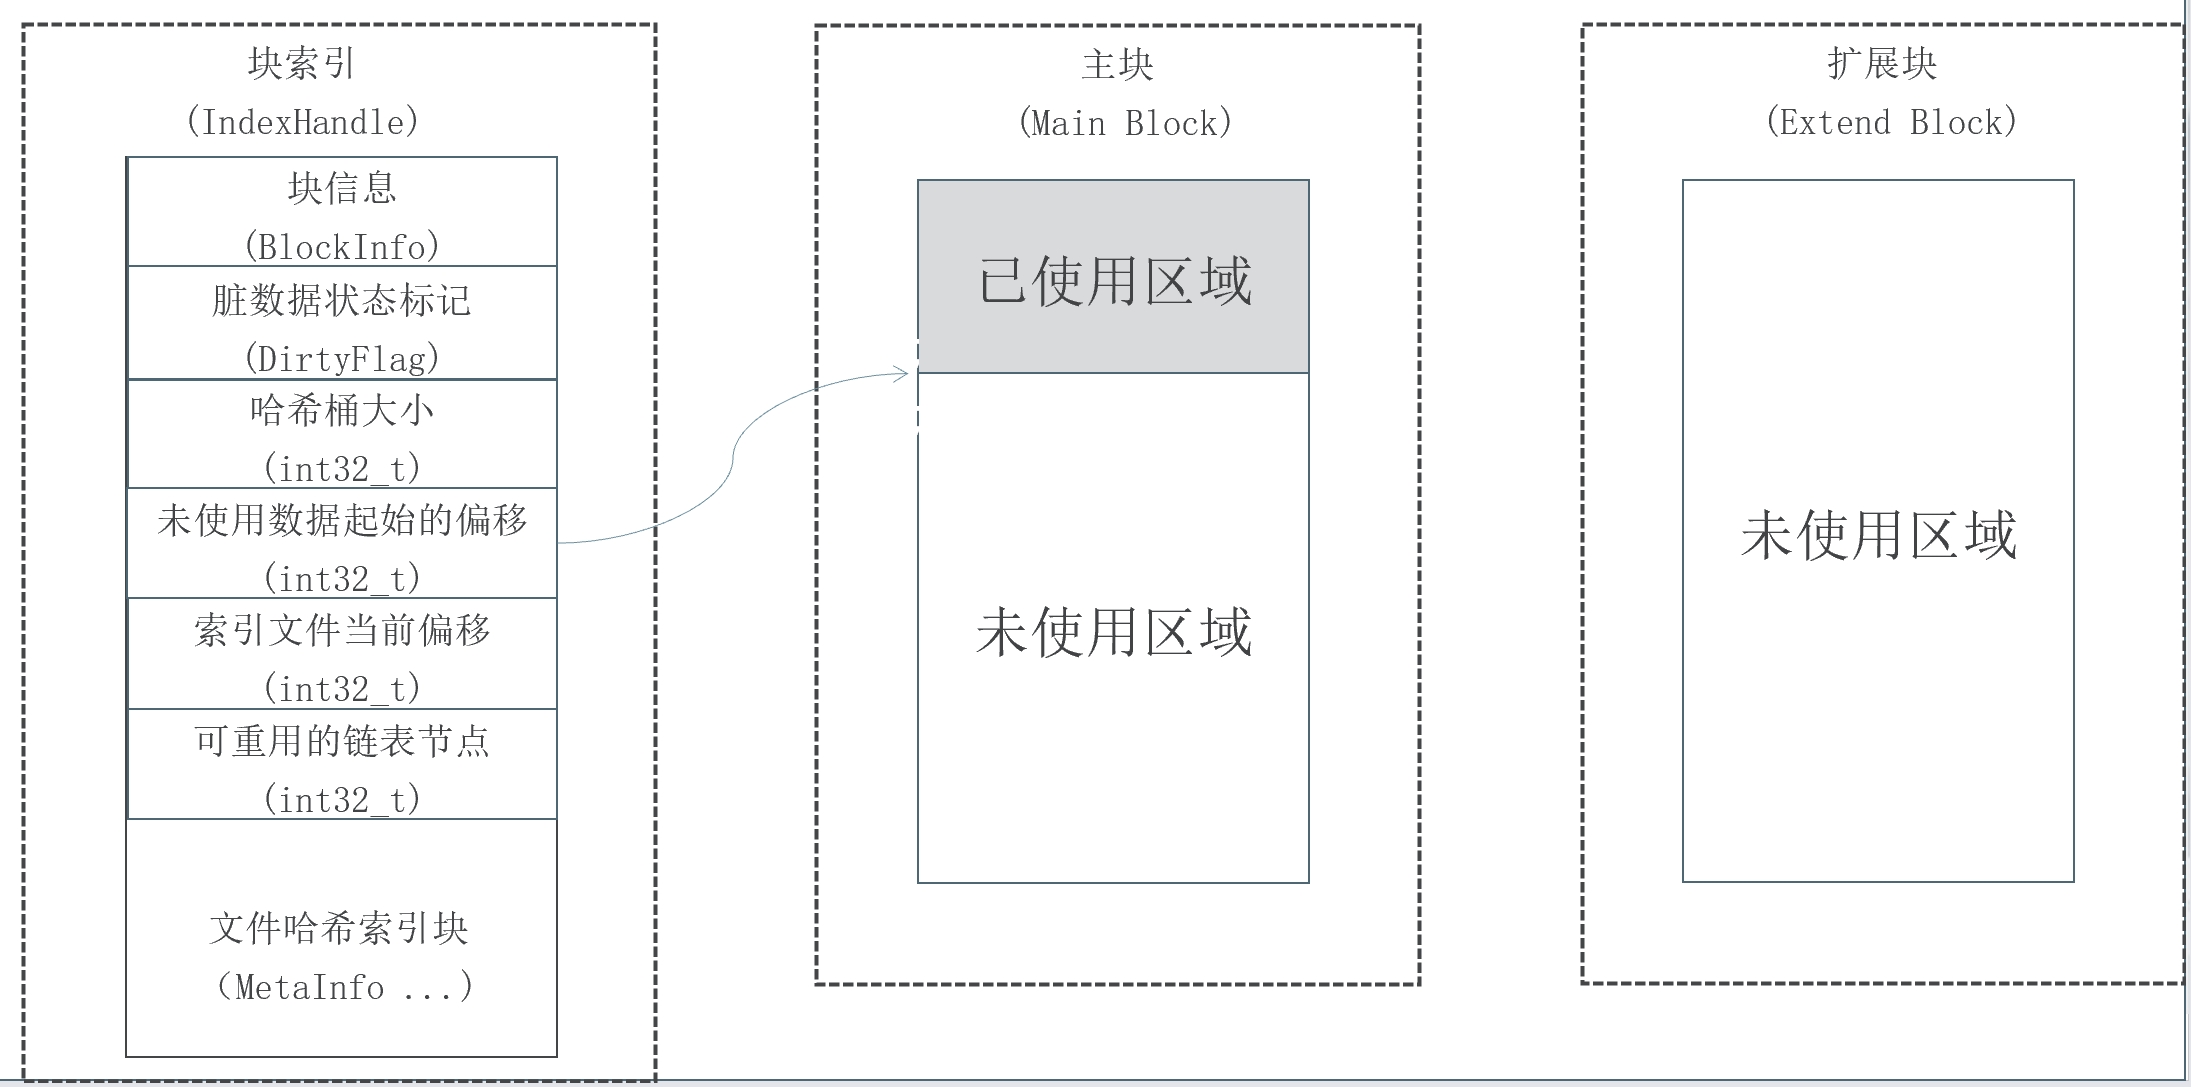 块索引
(IndexHandle)
块信息
(BlockInfo)
脏数据状态标记
(DirtyFlag)
哈希桶大小
(int32_t)
未使用数据起始的偏移
(int32_t)
索引文件当前偏移
(int32_t)
可重用的链表节点
(int32_t)
文件哈希索引块
（MetaInfo ...)
主块
(Main Block)
已使用区域
未使用区域
扩展块
(Extend Block)
未使用区域